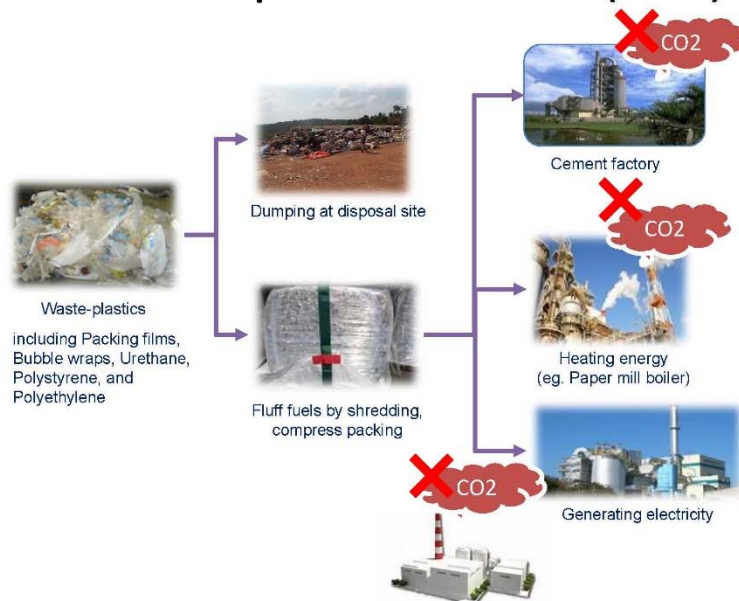 CO2
Cement factory
Dumping at disposal site
CO2
Waste-plastics
including Packing films,
Bubble wraps, Urethane,
Polystyrene, and
Polyethylene
Heating energy
(eg. Paper mill boiler)
Fluff fuels by shredding,
compress packing
CO2
Generating electricity